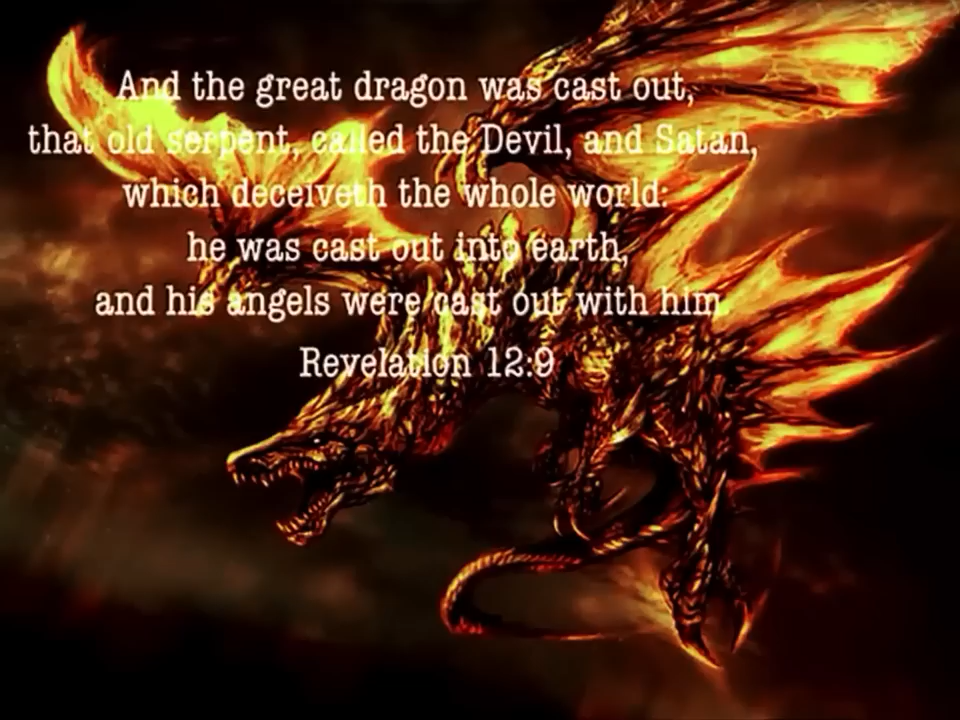 And the great dragon was cast out,
that old serpent, called the Devil, and Satan,
which deceiveth the whole world:
he was cast out into earth,
and his angels were cast out with him.
Revelation 12:9